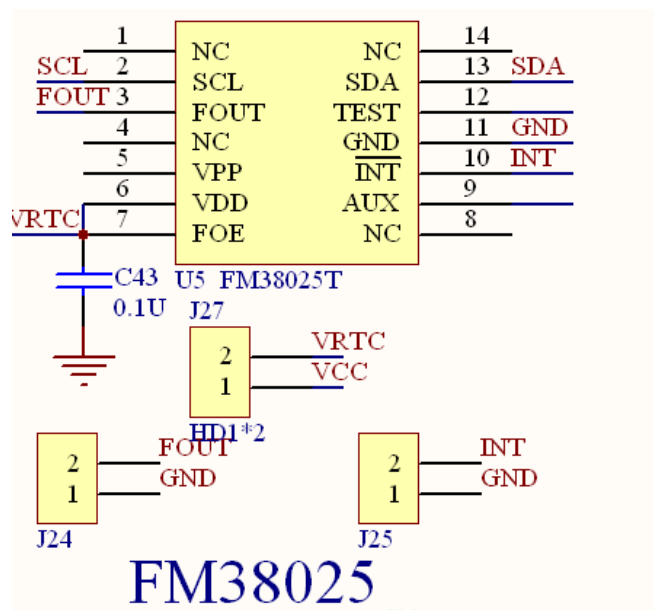 1 NC NC 14
SCL 2 SCL SDA 13 SDA
FOUT 3 FOUT TEST 12
4 NC GND 11 GND
5 VPP INT 10 INT
6 VDD AUX 9
VRTC 7 FOE NC 8
C43 U5 FM38025T
0.1U J27
2 VRTC
1 VCC
HD1*2
2 FOUT
1 GND
J24
2 INT
1 GND
J25
FM38025